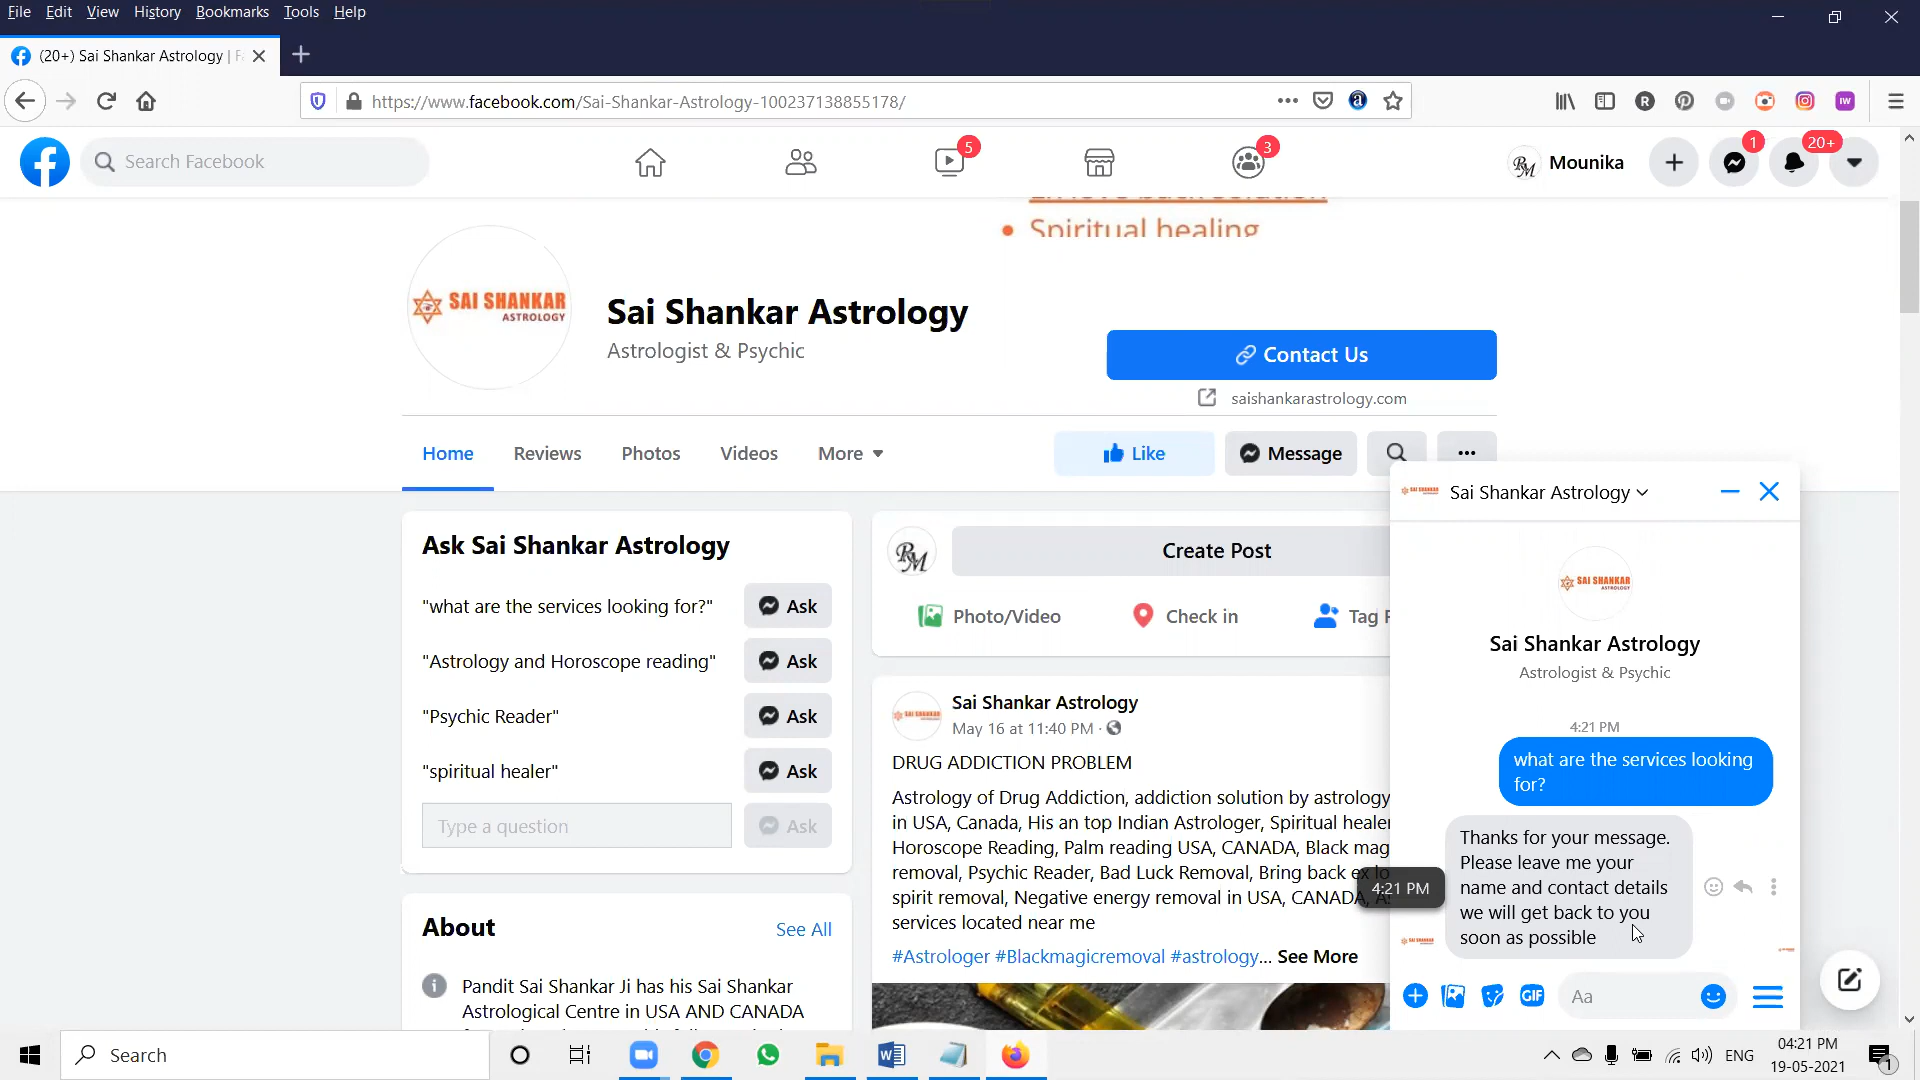 File Edit View History Bookmarks Tools Help
(20+) Sai Shankar Astrology | F
https://www.facebook.com/Sai-Shankar-Astrology-100237138855178/
Search Facebook
5
3
Mounika
1
20+
Spiritual healing
SAI SHANKAR
ASTROLOGY
Sai Shankar Astrology
Astrologist & Psychic
Contact Us
saishankarastrology.com
Home Reviews Photos Videos More
Like Message
Ask Sai Shankar Astrology
"what are the services looking for?" Ask
"Astrology and Horoscope reading" Ask
"Psychic Reader" Ask
"spiritual healer" Ask
Type a question Ask
About See All
Pandit Sai Shankar Ji has his Sai Shankar
Astrological Centre in USA AND CANADA
RM Create Post
Photo/Video Check in Tag
Sai Shankar Astrology
May 16 at 11:40 PM ·
DRUG ADDICTION PROBLEM
Astrology of Drug Addiction, addiction solution by astrology
in USA, Canada, His an top Indian Astrologer, Spiritual healer
Horoscope Reading, Palm reading USA, CANADA, Black mag
removal, Psychic Reader, Bad Luck Removal, Bring back ex lo
spirit removal, Negative energy removal in USA, CANADA,
services located near me
#Astrologer #Blackmagicremoval #astrology... See More
Sai Shankar Astrology
SAI SHANKAR
ASTROLOGY
Sai Shankar Astrology
Astrologist & Psychic
4:21 PM
what are the services looking
for?
Thanks for your message.
Please leave me your
name and contact details
we will get back to you
soon as possible
4:21 PM
GIF Aa
Search
ENG
04:21 PM
19-05-2021
1